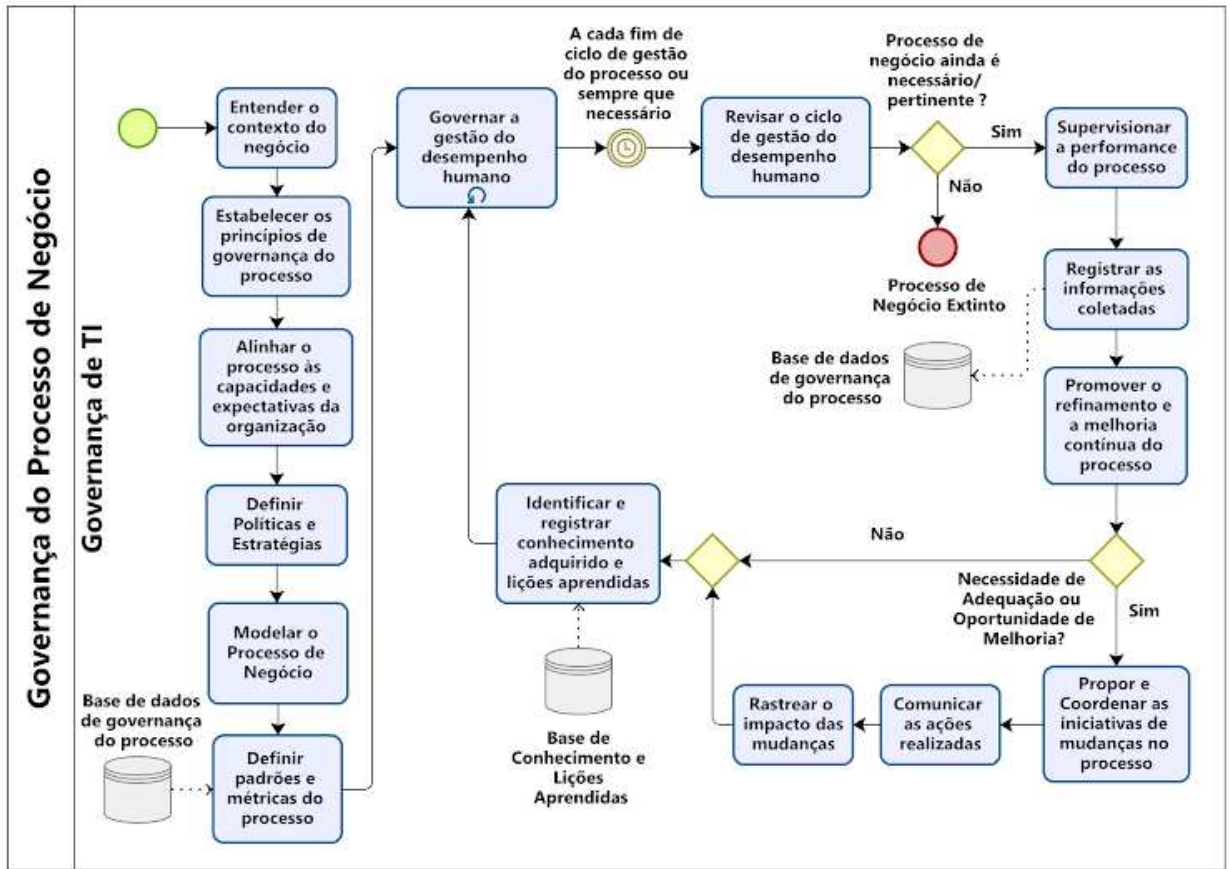 Governança do Processo de Negócio
Governança de TI
Entender o
contexto do
negócio
Estabelecer os
princípios de
governança do
processo
Alinhar o
processo às
capacidades e
expectativas da
organização
Definir
Políticas e
Estratégias
Modelar o
Processo de
Negócio
Base de dados
de governança
do processo
Definir
padrões e
métricas do
processo
Governar a
gestão do
desempenho
humano
A cada fim de
ciclo de gestão
do processo ou
sempre que
necessário
Revisar o ciclo
de gestão do
desempenho
humano
Processo de
negócio ainda é
necessário/
pertinente ?
Sim
Não
Processo de
Negócio Extinto
Supervisionar
a performance
do processo
Registrar as
informações
coletadas
Base de dados
de governança
do processo
Promover o
refinamento e
a melhoria
contínua do
processo
Necessidade de
Adequação ou
Oportunidade de
Melhoria?
Não
Sim
Propor e
Coordenar as
iniciativas de
mudanças no
processo
Comunicar
as ações
realizadas
Rastrear o
impacto das
mudanças
Identificar e
registrar
conhecimento
adquirido e
lições aprendidas
Base de
Conhecimento e
Lições
Aprendidas